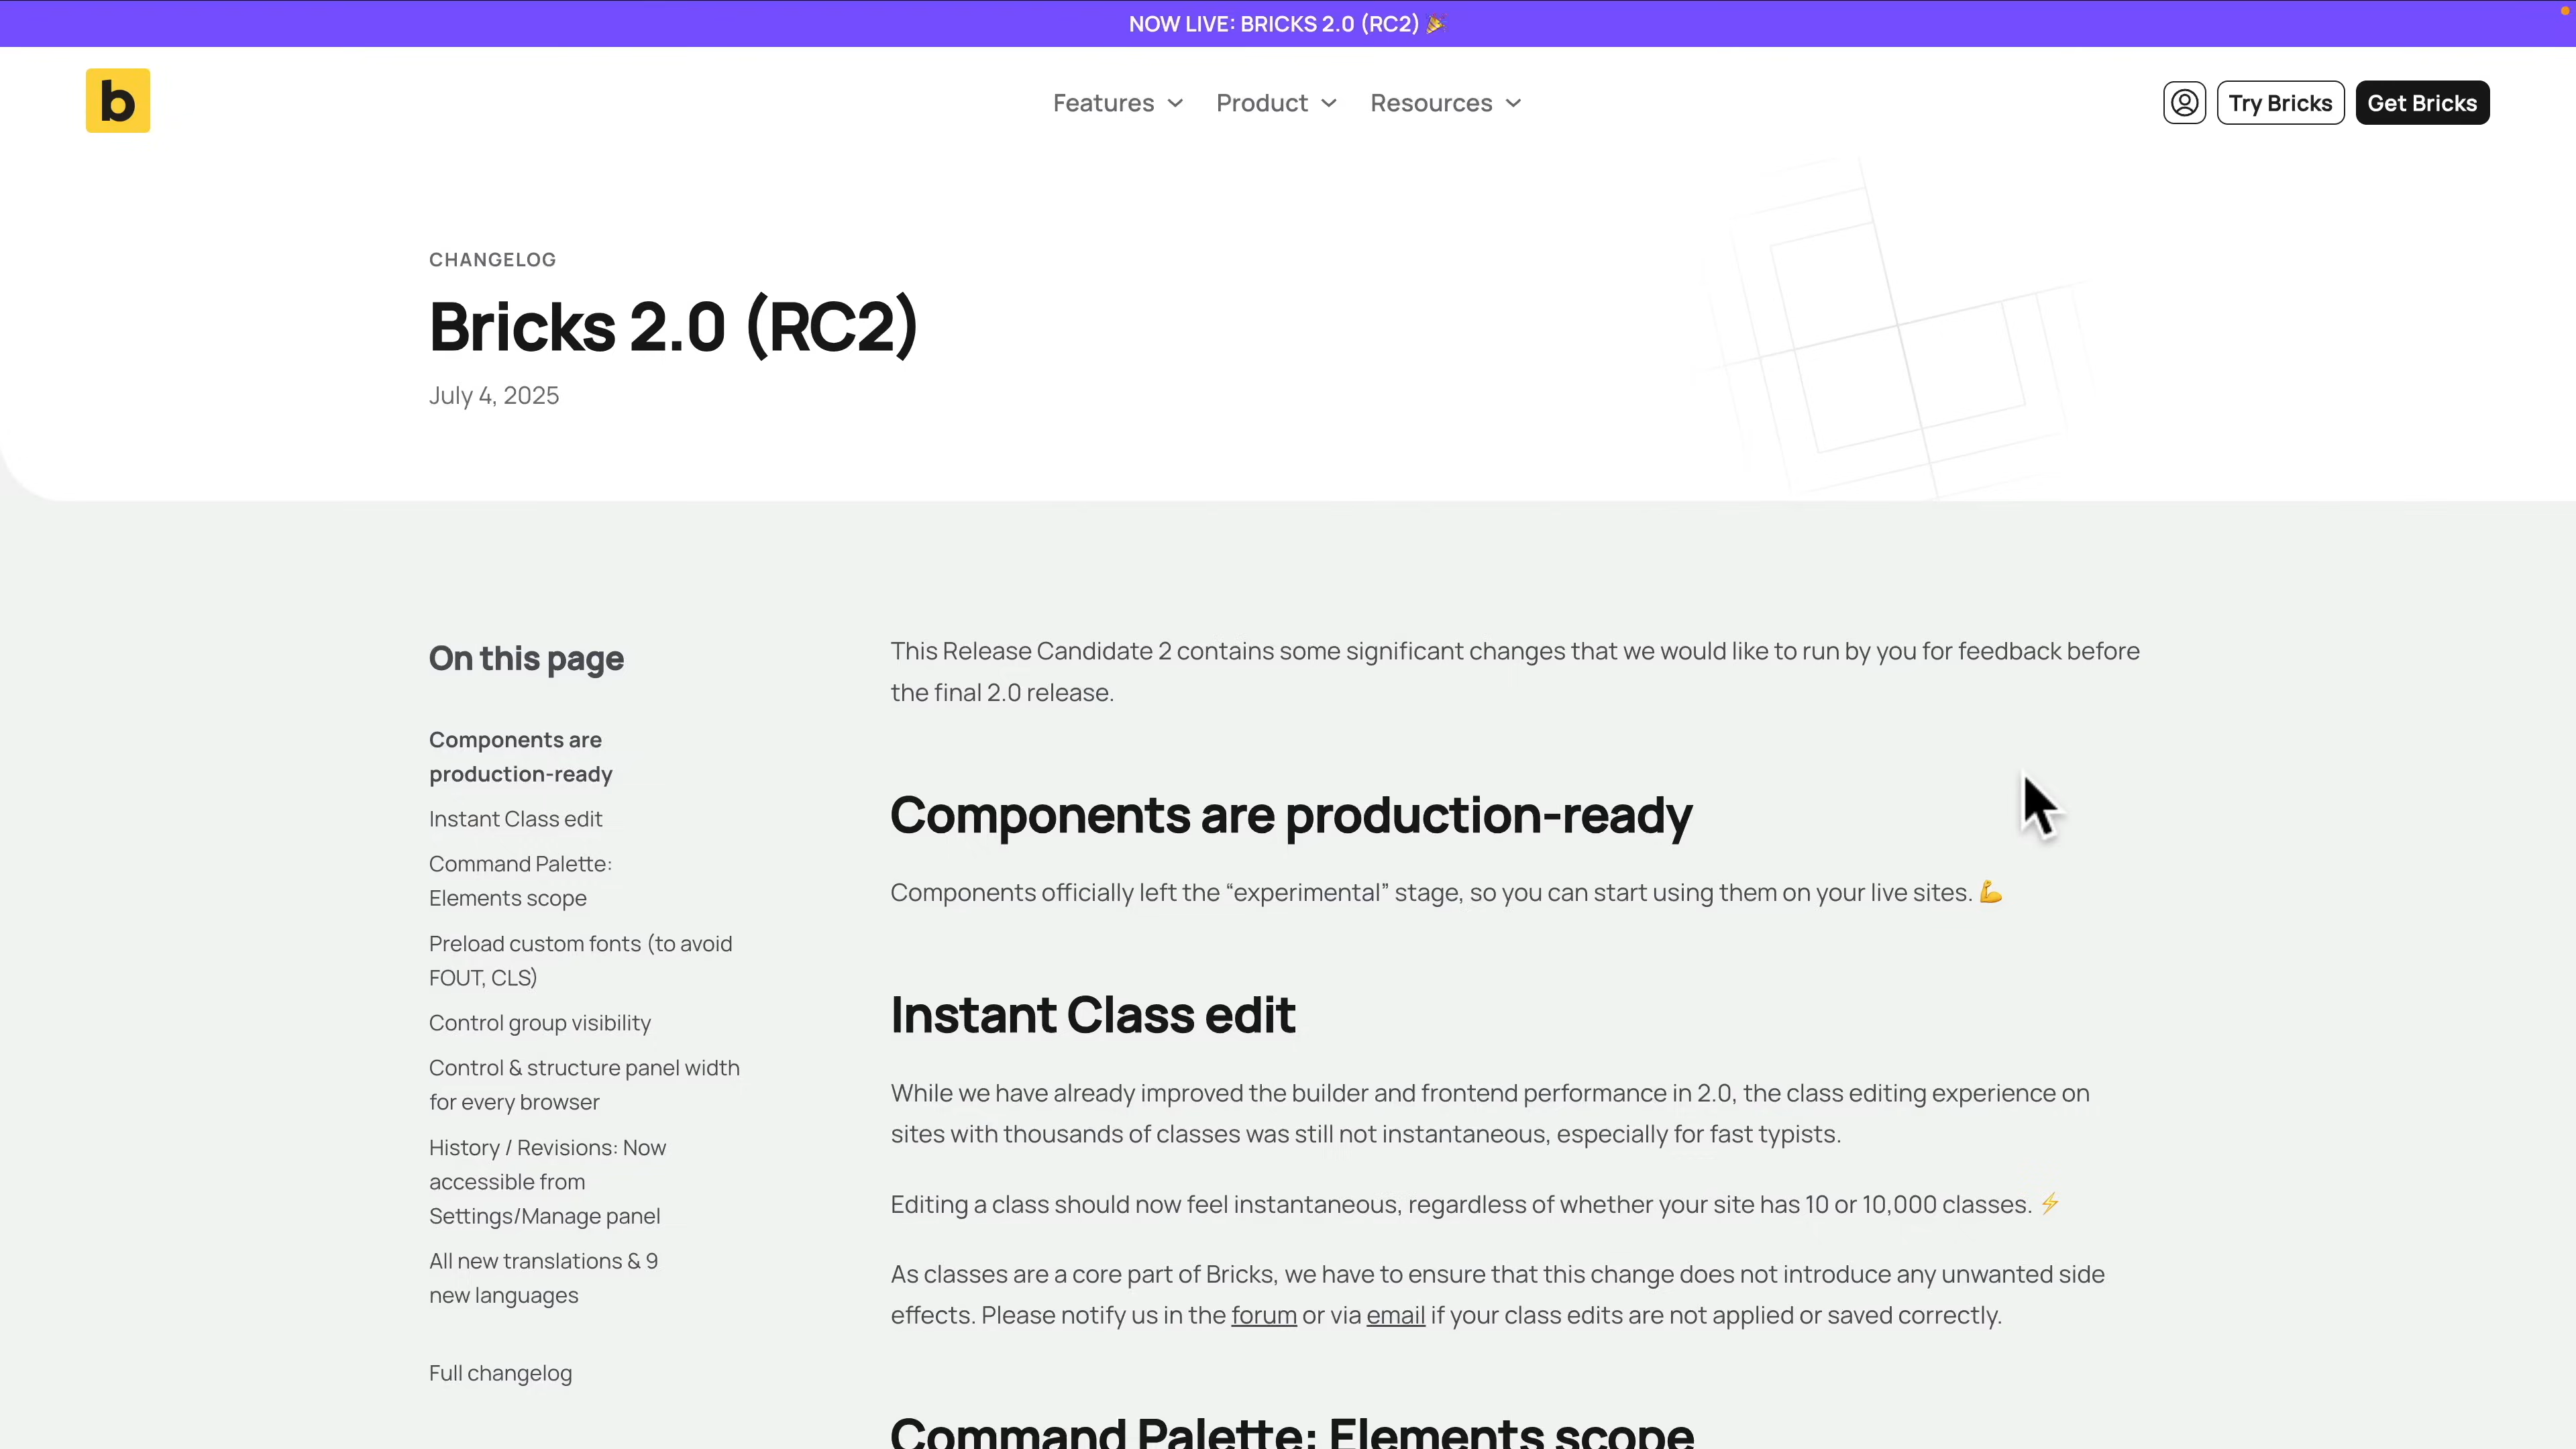 NOW LIVE: BRICKS 2.0 (RC2) 🎉
b
Features
Product
Resources
Try Bricks
Get Bricks
CHANGELOG
Bricks 2.0 (RC2)
July 4, 2025
On this page
Components are
production-ready
Instant Class edit
Command Palette:
Elements scope
Preload custom fonts (to avoid
FOUT, CLS)
Control group visibility
Control & structure panel width
for every browser
History / Revisions: Now
accessible from
Settings/Manage panel
All new translations & 9
new languages
Full changelog
This Release Candidate 2 contains some significant changes that we would like to run by you for feedback before
the final 2.0 release.
Components are production-ready
Components officially left the “experimental” stage, so you can start using them on your live sites. 💪
Instant Class edit
While we have already improved the builder and frontend performance in 2.0, the class editing experience on
sites with thousands of classes was still not instantaneous, especially for fast typists.
Editing a class should now feel instantaneous, regardless of whether your site has 10 or 10,000 classes. ⚡
As classes are a core part of Bricks, we have to ensure that this change does not introduce any unwanted side
effects. Please notify us in the forum or via email if your class edits are not applied or saved correctly.
Command Palette: Elements scope